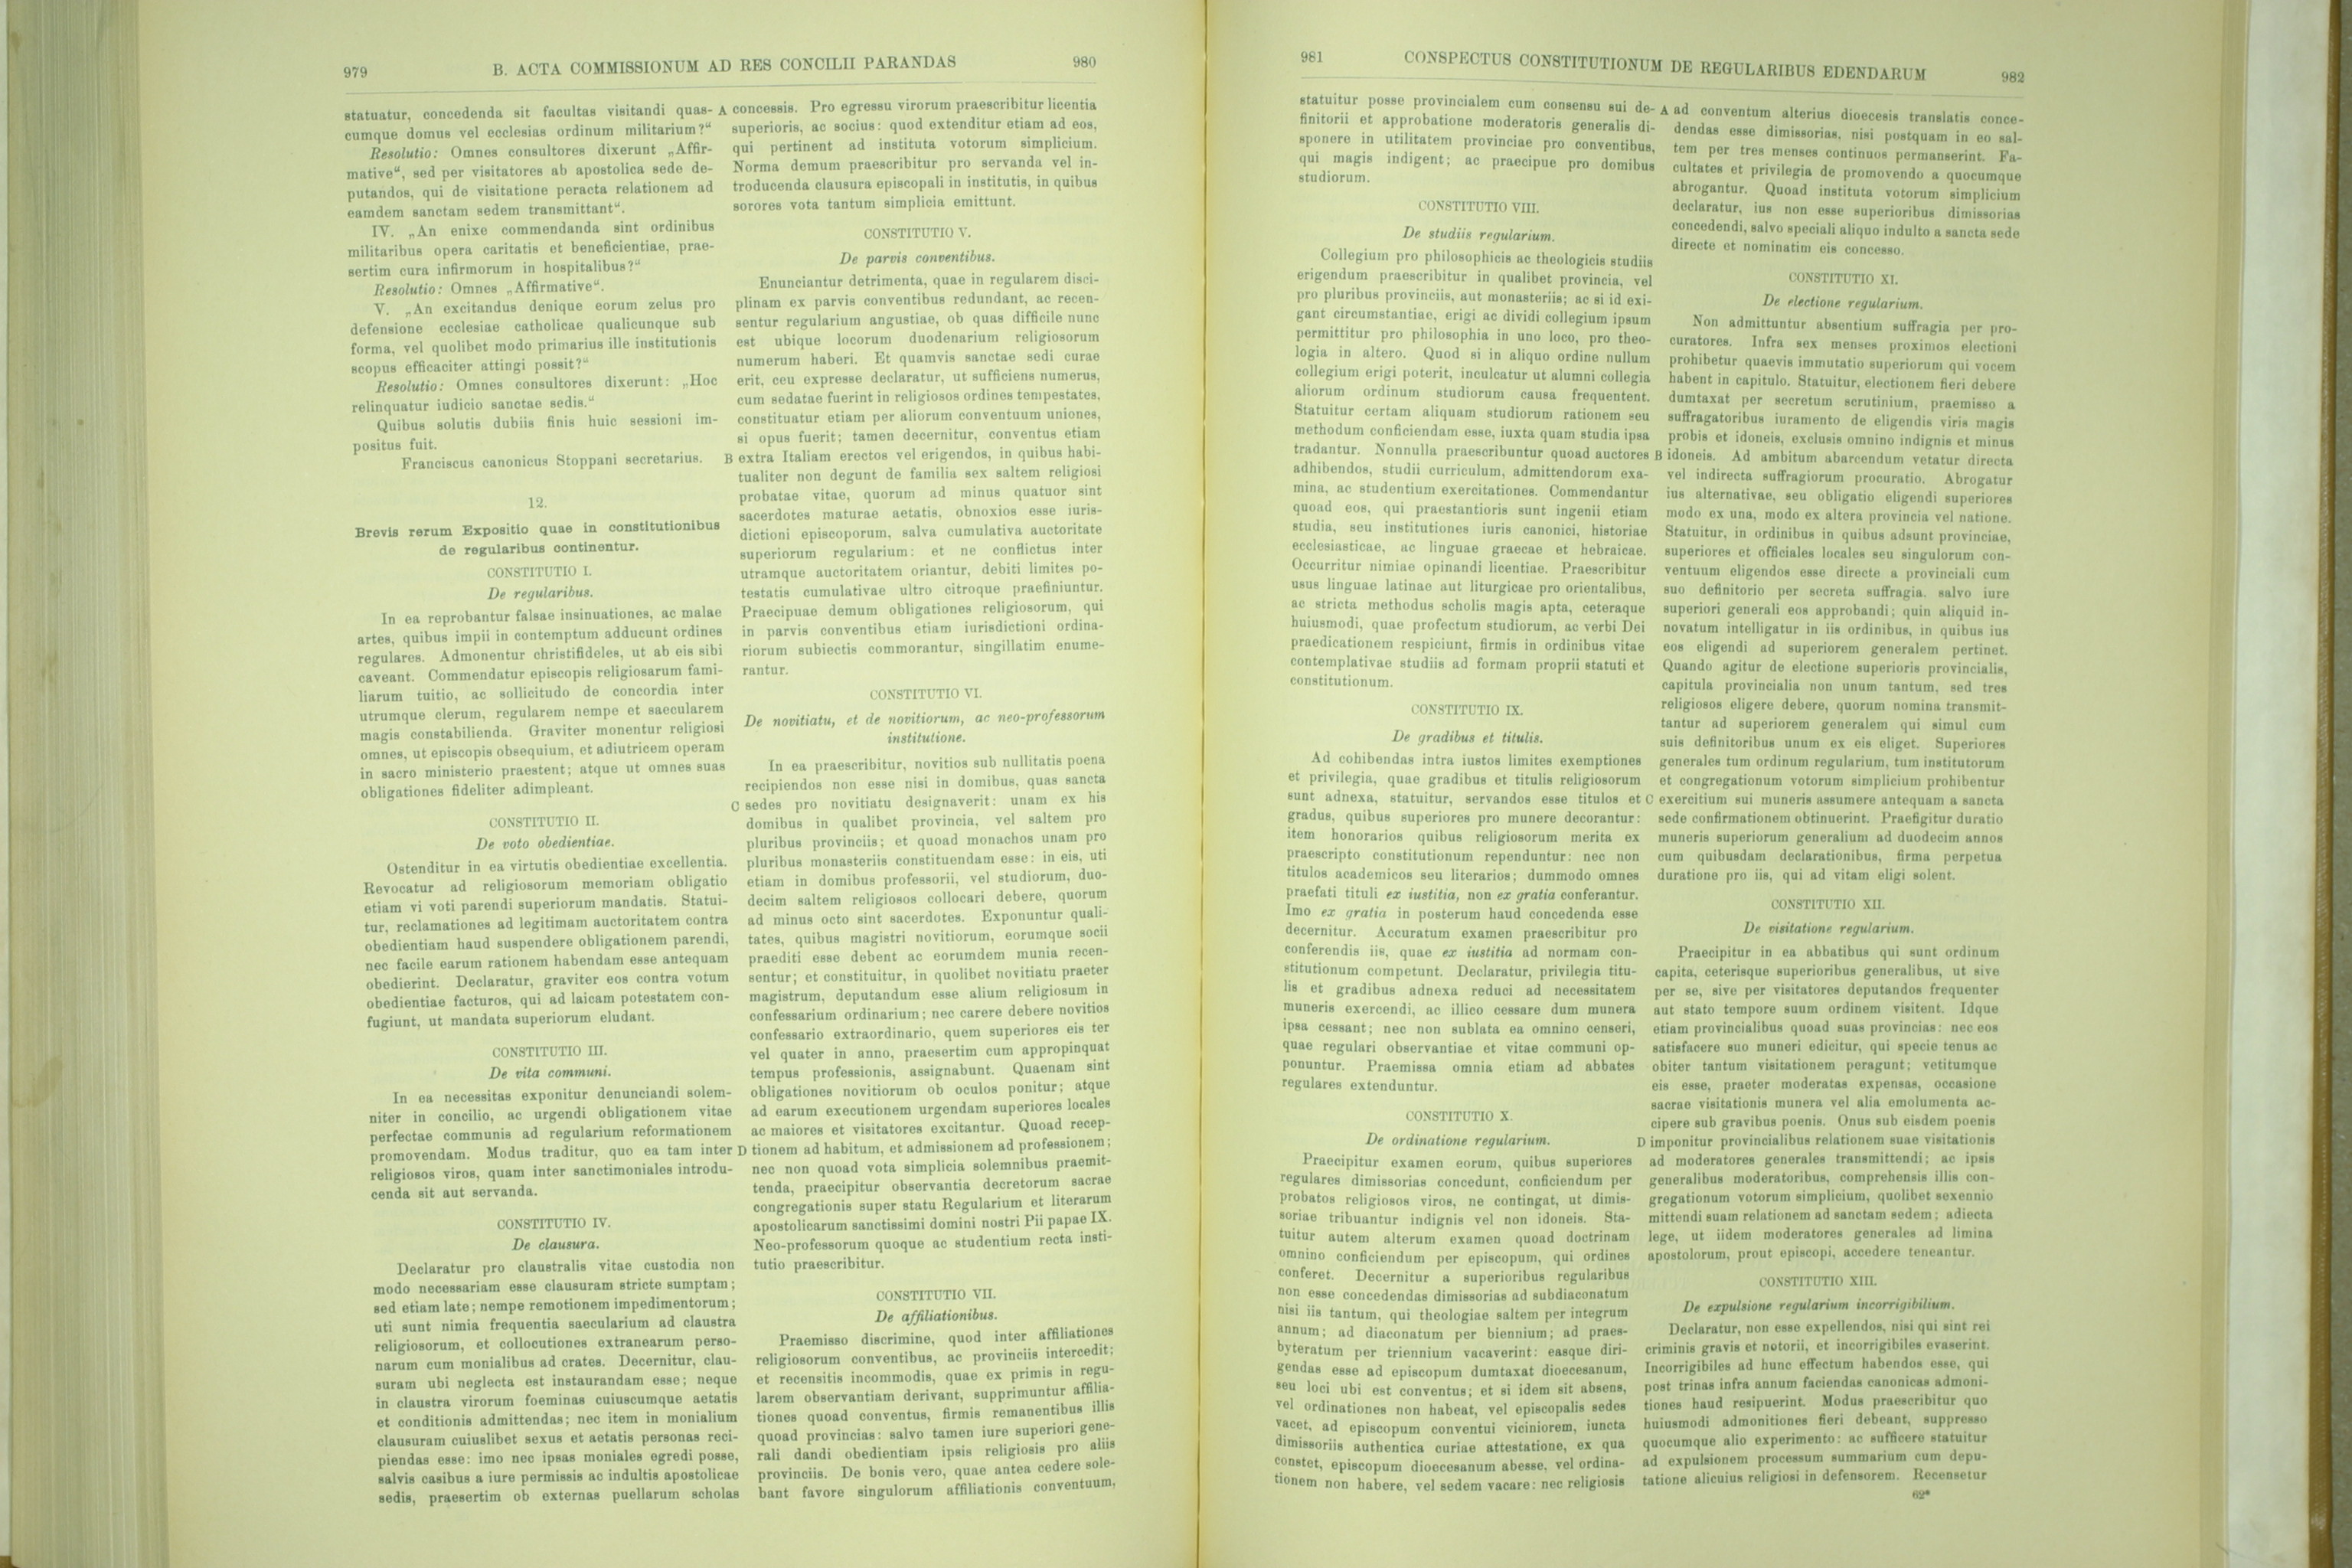 979
B. ACTA COMMISSIONUM AD RES CONCILII PARANDAS
980
statuatur, concedenda sit facultas visitandi quas-
cumque domus vel ecclesias ordinum militarium?“
Resolutio: Omnes consultores dixerunt „Affir-
mative“, sed per visitatores ab apostolica sede de-
putandos, qui de visitatione peracta relationem ad
eamdem sanctam sedem transmittant“.
IV. „An enixe commendanda sint ordinibus
militaribus opera caritatis et beneficientiae, prae-
sertim cura infirmorum in hospitalibus?“
Resolutio: Omnes „Affirmative“.
V. „An excitandus denique eorum zelus pro
defensione ecclesiae catholicae qualicunque sub
forma, vel quolibet modo primarius ille institutionis
scopus efficaciter attingi possit?“
Resolutio: Omnes consultores dixerunt: „Hoc
relinquatur iudicio sanctae sedis.“
Quibus solutis dubiis finis huic sessioni im-
positus fuit.
Franciscus canonicus Stoppani secretarius.
12.
Brevis rerum Expositio quae in constitutionibus
de regularibus continentur.
CONSTITUTIO I.
De regularibus.
In ea reprobantur falsae insinuationes, ac malae
artes, quibus impii in contemptum adducunt ordines
regulares. Admonentur christifideles, ut ab eis sibi
caveant. Commendatur episcopis religiosarum fami-
liarum tuitio, ac sollicitudo de concordia inter
utrumque clerum, regularem nempe et saecularem
magis constabilienda. Graviter monentur religiosi
omnes, ut episcopis obsequium, et adiutricem operam
in sacro ministerio praestent; atque ut omnes suas
obligationes fideliter adimpleant.
CONSTITUTIO II.
De voto obedientiae.
Ostenditur in ea virtutis obedientiae excellentia.
Revocatur ad religiosorum memoriam obligatio
etiam vi voti parendi superiorum mandatis. Statui-
tur, reclamationes ad legitimam auctoritatem contra
obedientiam haud suspendere obligationem parendi,
nec facile earum rationem habendam esse antequam
obedierint. Declaratur, graviter eos contra votum
obedientiae facturos, qui ad laicam potestatem con-
fugiunt, ut mandata superiorum eludant.
CONSTITUTIO III.
De vita communi.
In ea necessitas exponitur denunciandi solem-
niter in concilio, ac urgendi obligationem vitae
perfectae communis ad regularium reformationem
promovendam. Modus traditur, quo ea tam inter
religiosos viros, quam inter sanctimoniales introdu-
cenda sit aut servanda.
CONSTITUTIO IV.
De clausura.
Declaratur pro claustralis vitae custodia non
modo necessariam esse clausuram stricte sumptam;
sed etiam late; nempe remotionem impedimentorum;
uti sunt nimia frequentia saecularium ad claustra
religiosorum, et collocutiones extranearum perso-
narum cum monialibus ad crates. Decernitur, clau-
suram ubi neglecta est instaurandam esse; neque
in claustra virorum foeminas cuiuscumque aetatis
et conditionis admittendas; nec item in monialium
clausuram cuiuslibet sexus et aetatis personas reci-
piendas esse: imo nec ipsas moniales egredi posse,
salvis casibus a iure permissis ac indultis apostolicae
sedis, praesertim ob externas puellarum scholas
A concessis. Pro egressu virorum praescribitur licentia
superioris, ac socius: quod extenditur etiam ad eos,
qui pertinent ad instituta votorum simplicium.
Norma demum praescribitur pro servanda vel in-
troducenda clausura episcopali in institutis, in quibus
sorores vota tantum simplicia emittunt.
CONSTITUTIO V.
De parvis conventibus.
Enunciantur detrimenta, quae in regularem disci-
plinam ex parvis conventibus redundant, ac recen-
sentur regularium angustiae, ob quas difficile nunc
est ubique locorum duodenarium religiosorum
numerum haberi. Et quamvis sanctae sedi curae
erit, ceu expresse declaratur, ut sufficiens numerus,
cum sedatae fuerint in religiosos ordines tempestates,
constituatur etiam per aliorum conventuum uniones,
si opus fuerit; tamen decernitur, conventus etiam
B extra Italiam erectos vel erigendos, in quibus habi-
tualiter non degunt de familia sex saltem religiosi
probatae vitae, quorum ad minus quatuor sint
sacerdotes maturae aetatis, obnoxios esse iuris-
dictioni episcoporum, salva cumulativa auctoritate
superiorum regularium: et ne conflictus inter
utramque auctoritatem oriantur, debiti limites po-
testatis cumulativae ultro citroque praefiniuntur.
Praecipuae demum obligationes religiosorum, qui
in parvis conventibus etiam iurisdictioni ordina-
riorum subiectis commorantur, singillatim enume-
rantur.
CONSTITUTIO VI.
De novitiatu, et de novitiorum, ac neo-professorum
institutione.
In ea praescribitur, novitios sub nullitatis poena
recipiendos non esse nisi in domibus, quas sancta
C sedes pro novitiatu designaverit: unam ex his
domibus in qualibet provincia, vel saltem pro
pluribus provinciis; et quoad monachos unam pro
pluribus monasteriis constituendam esse: in eis, uti
etiam in domibus professorii, vel studiorum, duo-
decim saltem religiosos collocari debere, quorum
ad minus octo sint sacerdotes. Exponuntur quali-
tates, quibus magistri novitiorum, eorumque socii
praediti esse debent ac eorumdem munia recen-
sentur; et constituitur, in quolibet novitiatu praeter
magistrum, deputandum esse alium religiosum in
confessarium ordinarium; nec carere debere novitios
confessario extraordinario, quem superiores eis ter
vel quater in anno, praesertim cum appropinquat
tempus professionis, assignabunt. Quaenam sint
obligationes novitiorum ob oculos ponitur; atque
ad earum executionem urgendam superiores locales
ac maiores et visitatores excitantur. Quoad recep-
D tionem ad habitum, et admissionem ad professionem;
nec non quoad vota simplicia solemnibus praemit-
tenda, praecipitur observantia decretorum sacrae
congregationis super statu Regularium et literarum
apostolicarum sanctissimi domini nostri Pii papae IX.
Neo-professorum quoque ac studentium recta insti-
tutio praescribitur.
CONSTITUTIO VII.
De affiliationibus.
Praemisso discrimine, quod inter affiliationes
religiosorum conventibus, ac provinciis intercedit;
et recensitis incommodis, quae ex primis in regu-
larem observantiam derivant, supprimuntur affilia-
tiones quoad conventus, firmis remanentibus illis
quoad provincias: salvo tamen iure superiori gene-
rali dandi obedientiam ipsis religiosis pro aliis
provinciis. De bonis vero, quae antea cedere sole-
bant favore singulorum affiliationis conventuum,
981
CONSPECTUS CONSTITUTIONUM DE REGULARIBUS EDENDARUM
982
statuitur posse provincialem cum consensu sui de-
finitorii et approbatione moderatoris generalis di-
sponere in utilitatem provinciae pro conventibus,
qui magis indigent; ac praecipue pro domibus
studiorum.
CONSTITUTIO VIII.
De studiis regularium.
Collegium pro philosophicis ac theologicis studiis
erigendum praescribitur in qualibet provincia, vel
pro pluribus provinciis, aut monasteriis; ac si id exi-
gant circumstantiae, erigi ac dividi collegium ipsum
permittitur pro philosophia in uno loco, pro theo-
logia in altero. Quod si in aliquo ordine nullum
collegium erigi poterit, inculcatur ut alumni collegia
aliorum ordinum studiorum causa frequentent.
Statuitur certam aliquam studiorum rationem seu
methodum conficiendam esse, iuxta quam studia ipsa
tradantur. Nonnulla praescribuntur quoad auctores
adhibendos, studii curriculum, admittendorum exa-
mina, ac studentium exercitationes. Commendantur
quoad eos, qui praestantioris sunt ingenii etiam
studia, seu institutiones iuris canonici, historiae
ecclesiasticae, ac linguae graecae et hebraicae.
Occurritur nimiae opinandi licentiae. Praescribitur
usus linguae latinae aut liturgicae pro orientalibus,
ac stricta methodus scholis magis apta, ceteraque
huiusmodi, quae profectum studiorum, ac verbi Dei
praedicationem respiciunt, firmis in ordinibus vitae
contemplativae studiis ad formam proprii statuti et
constitutionum.
CONSTITUTIO IX.
De gradibus et titulis.
Ad cohibendas intra iustos limites exemptiones
et privilegia, quae gradibus et titulis religiosorum
sunt adnexa, statuitur, servandos esse titulos et
gradus, quibus superiores pro munere decorantur:
item honorarios quibus religiosorum merita ex
praescripto constitutionum rependuntur: nec non
titulos academicos seu literarios; dummodo omnes
praefati tituli ex iustitia, non ex gratia conferantur.
Imo ex gratia in posterum haud concedenda esse
decernitur. Accuratum examen praescribitur pro
conferendis iis, quae ex iustitia ad normam con-
stitutionum competunt. Declaratur, privilegia titu-
lis et gradibus adnexa reduci ad necessitatem
muneris exercendi, ac illico cessare dum munera
ipsa cessant; nec non sublata ea omnino censeri,
quae regulari observantiae et vitae communi op-
ponuntur. Praemissa omnia etiam ad abbates
regulares extenduntur.
CONSTITUTIO X.
De ordinatione regularium.
Praecipitur examen eorum, quibus superiores
regulares dimissorias concedunt, conficiendum per
probatos religiosos viros, ne contingat, ut dimis-
soriae tribuantur indignis vel non idoneis. Sta-
tuitur autem alterum examen quoad doctrinam
omnino conficiendum per episcopum, qui ordines
conferet. Decernitur a superioribus regularibus
non esse concedendas dimissorias ad subdiaconatum
nisi iis tantum, qui theologiae saltem per integrum
annum; ad diaconatum per biennium; ad praes-
byteratum per triennium vacaverint: easque diri-
gendas esse ad episcopum dumtaxat dioecesanum,
seu loci ubi est conventus; et si idem sit absens,
vel ordinationes non habeat, vel episcopalis sedes
vacet, ad episcopum conventui viciniorem, iuncta
dimissoriis authentica curiae attestatione, ex qua
constet, episcopum dioecesanum abesse, vel ordina-
tionem non habere, vel sedem vacare: nec religiosis
A ad conventum alterius dioecesis translatis conce-
dendas esse dimissorias, nisi postquam in eo sal-
tem per tres menses continuos permanserint. Fa-
cultates et privilegia de promovendo a quocumque
abrogantur. Quoad instituta votorum simplicium
declaratur, ius non esse superioribus dimissorias
concedendi, salvo speciali aliquo indulto a sancta sede
directe et nominatim eis concesso.
CONSTITUTIO XI.
De electione regularium.
Non admittuntur absentium suffragia per pro-
curatores. Infra sex menses proximos electioni
prohibetur quaevis immutatio superiorum qui vocem
habent in capitulo. Statuitur, electionem fieri debere
dumtaxat per secretum scrutinium, praemisso a
suffragatoribus iuramento de eligendis viris magis
probis et idoneis, exclusis omnino indignis et minus
B idoneis. Ad ambitum abarcendum vetatur directa
vel indirecta suffragiorum procuratio. Abrogatur
ius alternativae, seu obligatio eligendi superiores
modo ex una, modo ex altera provincia vel natione.
Statuitur, in ordinibus in quibus adsunt provinciae,
superiores et officiales locales seu singulorum con-
ventuum eligendos esse directe a provinciali cum
suo definitorio per secreta suffragia. salvo iure
superiori generali eos approbandi; quin aliquid in-
novatum intelligatur in iis ordinibus, in quibus ius
eos eligendi ad superiorem generalem pertinet.
Quando agitur de electione superioris provincialis,
capitula provincialia non unum tantum, sed tres
religiosos eligere debere, quorum nomina transmit-
tantur ad superiorem generalem qui simul cum
suis definitoribus unum ex eis eliget. Superiores
generales tum ordinum regularium, tum institutorum
et congregationum votorum simplicium prohibentur
C exercitium sui muneris assumere antequam a sancta
sede confirmationem obtinuerint. Praefigitur duratio
muneris superiorum generalium ad duodecim annos
cum quibusdam declarationibus, firma perpetua
duratione pro iis, qui ad vitam eligi solent.
CONSTITUTIO XII.
De visitatione regularium.
Praecipitur in ea abbatibus qui sunt ordinum
capita, ceterisque superioribus generalibus, ut sive
per se, sive per visitatores deputandos frequenter
aut stato tempore suum ordinem visitent. Idque
etiam provincialibus quoad suas provincias: nec eos
satisfacere suo muneri edicitur, qui specie tenus ac
obiter tantum visitationem peragunt; vetitumque
eis esse, praeter moderatas expensas, occasione
sacrae visitationis munera vel alia emolumenta ac-
cipere sub gravibus poenis. Onus sub eisdem poenis
D imponitur provincialibus relationem suae visitationis
ad moderatores generales transmittendi; ac ipsis
generalibus moderatoribus, comprehensis illis con-
gregationum votorum simplicium, quolibet sexennio
mittendi suam relationem ad sanctam sedem; adiecta
lege, ut iidem moderatores generales ad limina
apostolorum, prout episcopi, accedere teneantur.
CONSTITUTIO XIII.
De expulsione regularium incorrigibilium.
Declaratur, non esse expellendos, nisi qui sint rei
criminis gravis et notorii, et incorrigibiles evaserint.
Incorrigibiles ad hunc effectum habendos esse, qui
post trinas infra annum faciendas canonicas admoni-
tiones haud resipuerint. Modus praescribitur quo
huiusmodi admonitiones fieri debeant, suppresso
quocumque alio experimento: ac sufficere statuitur
ad expulsionem processum summarium cum depu-
tatione alicuius religiosi in defensorem. Recensetur
62*